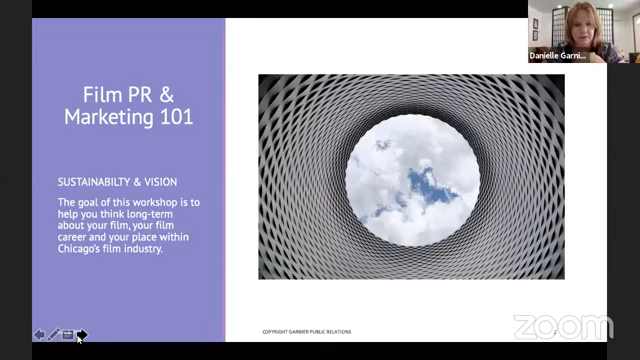 Film PR &
Marketing 101
SUSTAINABILTY & VISION
The goal of this workshop is to
help you think long-term
about your film, your film
career and your place within
Chicago's film industry.
COPYRIGHT GARNIER PUBLIC RELATIONS
Danielle Garni...
zoom